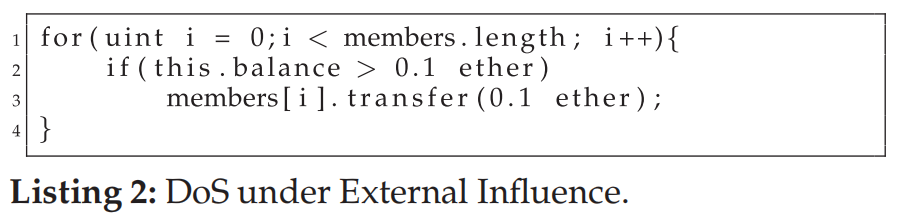 1 for(uint i = 0;i < members.length; i++){
2 if(this.balance > 0.1 ether)
3 members[i].transfer(0.1 ether);
4 }
Listing 2: DoS under External Influence.